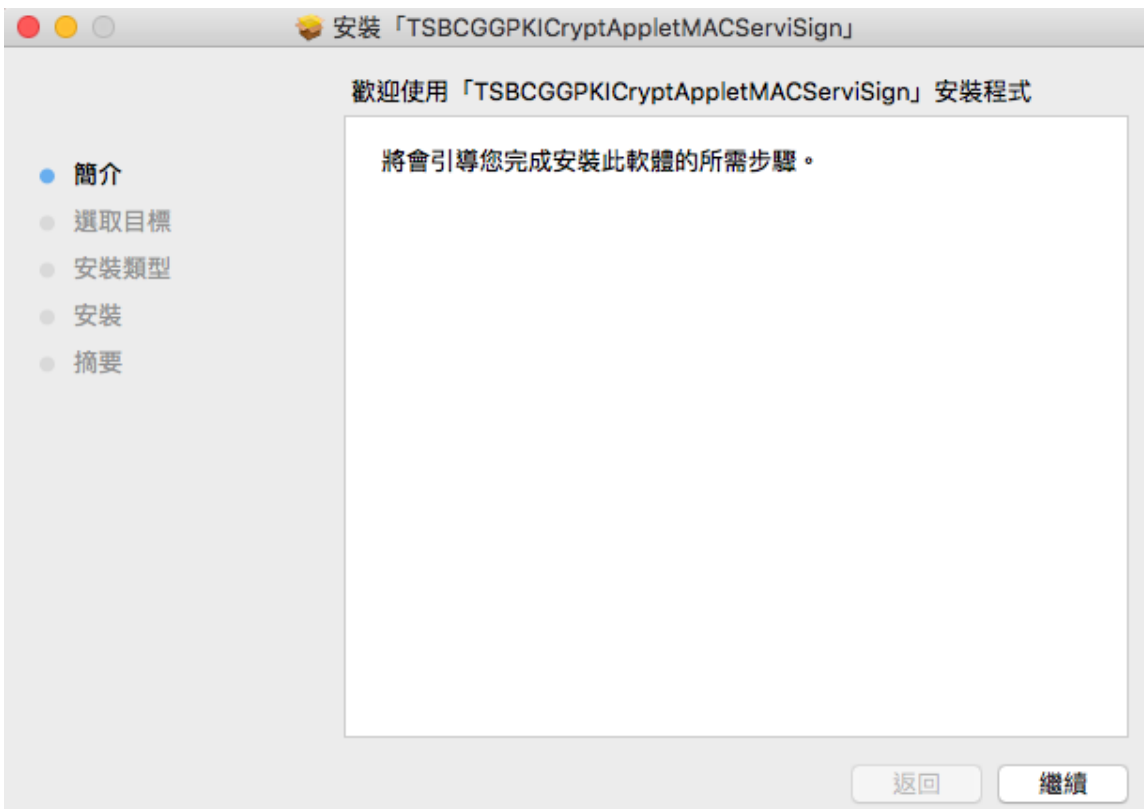 安裝「TSBCGGPKICryptAppletMACServiSign」
歡迎使用「TSBCGGPKICryptAppletMACServiSign」安裝程式
簡介
選取目標
安裝類型
安裝
摘要
將會引導您完成安裝此軟體的所需步驟。
返回
繼續